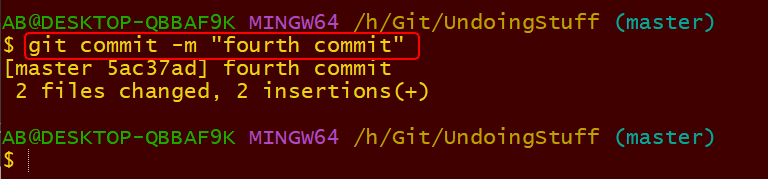 AB@DESKTOP-QBBAF9K MINGW64 /h/Git/UndoingStuff (master)
$ git commit -m "fourth commit"
[master 5ac37ad] fourth commit
 2 files changed, 2 insertions(+)
AB@DESKTOP-QBBAF9K MINGW64 /h/Git/UndoingStuff (master)
$